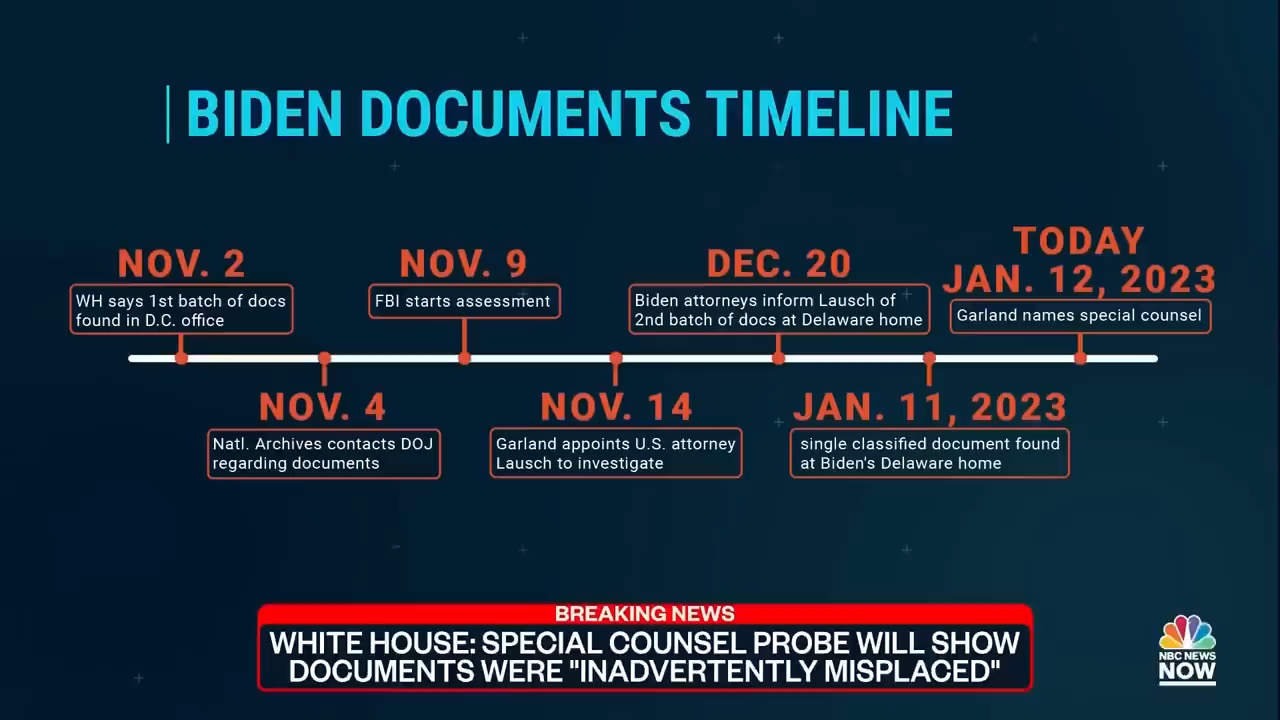 BIDEN DOCUMENTS TIMELINE
NOV. 2
WH says 1st batch of docs
found in D.C. office
NOV. 4
Natl. Archives contacts DOJ
regarding documents
NOV. 9
FBI starts assessment
NOV. 14
Garland appoints U.S. attorney
Lausch to investigate
DEC. 20
Biden attorneys inform Lausch of
2nd batch of docs at Delaware home
JAN. 11, 2023
single classified document found
at Biden's Delaware home
TODAY
JAN. 12, 2023
Garland names special counsel
BREAKING NEWS
WHITE HOUSE: SPECIAL COUNSEL PROBE WILL SHOW
DOCUMENTS WERE "INADVERTENTLY MISPLACED"
NBC NEWS
NOW